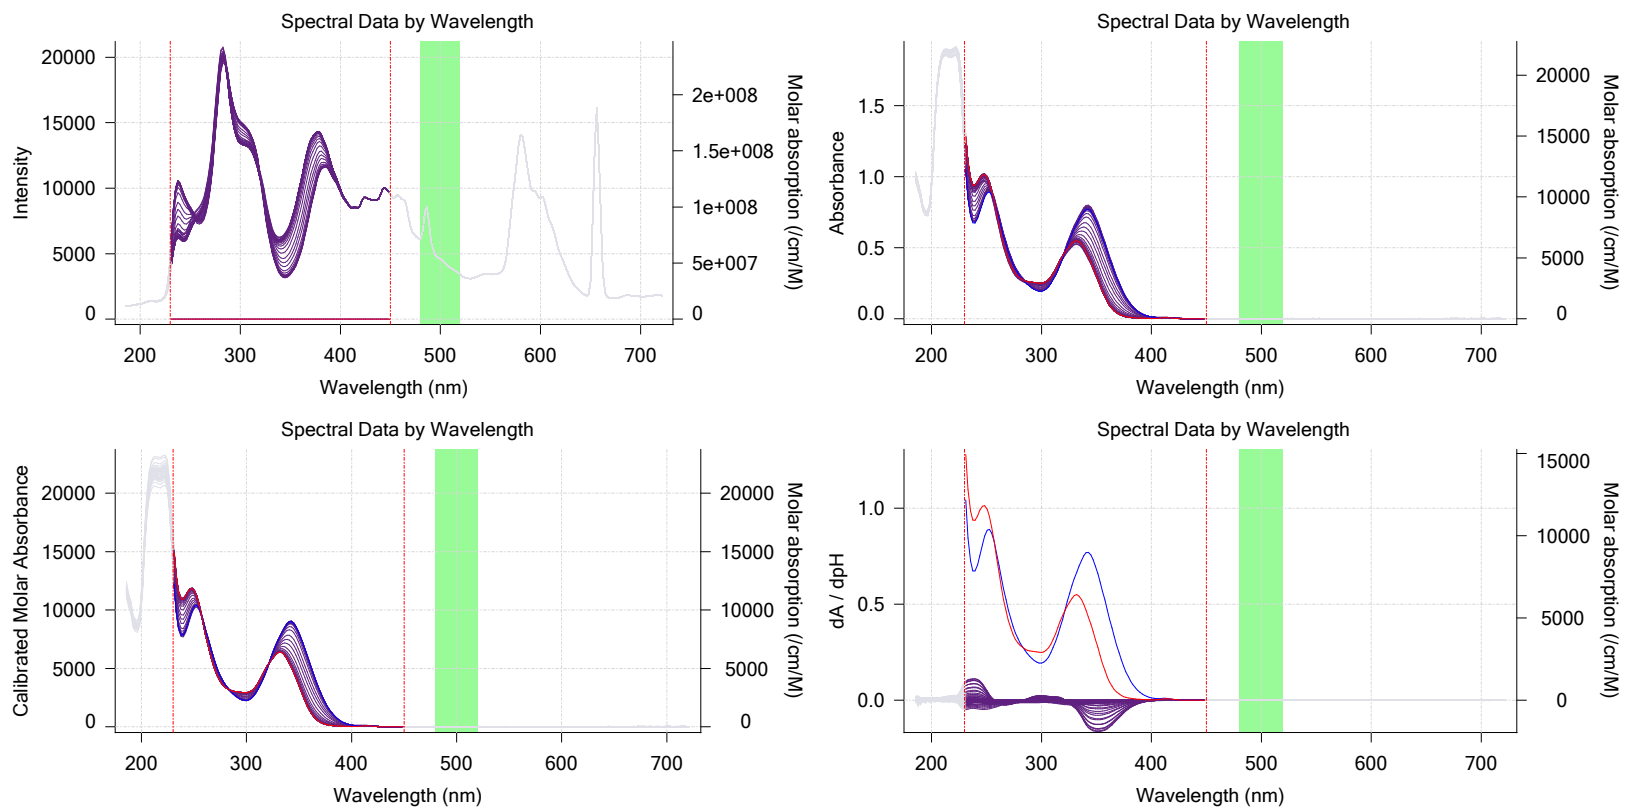 Spectral Data by Wavelength
Intensity
20000
15000
10000
5000
0
2e+008
1.5e+008
1e+008
5e+007
0
Molar absorption (/cm/M)
200 300 400 500 600 700
Wavelength (nm)
Spectral Data by Wavelength
Absorbance
1.5
1.0
0.5
0.0
20000
15000
10000
5000
0
Molar absorption (/cm/M)
200 300 400 500 600 700
Wavelength (nm)
Spectral Data by Wavelength
Calibrated Molar Absorbance
20000
15000
10000
5000
0
20000
15000
10000
5000
0
Molar absorption (/cm/M)
200 300 400 500 600 700
Wavelength (nm)
Spectral Data by Wavelength
dA / dpH
1.0
0.5
0.0
15000
10000
5000
0
Molar absorption (/cm/M)
200 300 400 500 600 700
Wavelength (nm)